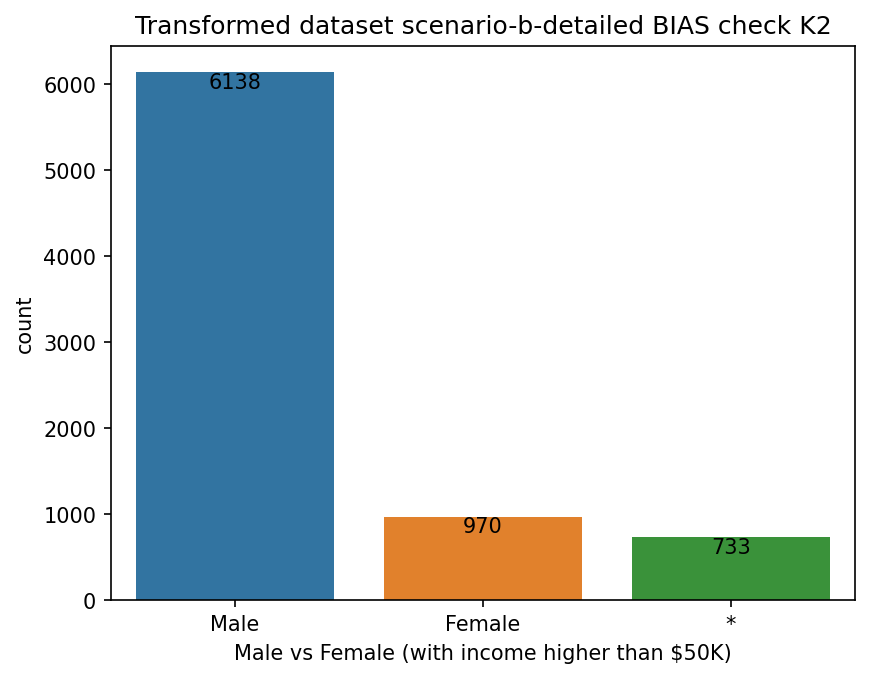 Transformed dataset scenario-b-detailed BIAS check K2
6000
5000
4000
3000
2000
1000
0
count
6138
970
733
Male
Female
*
Male vs Female (with income higher than $50K)